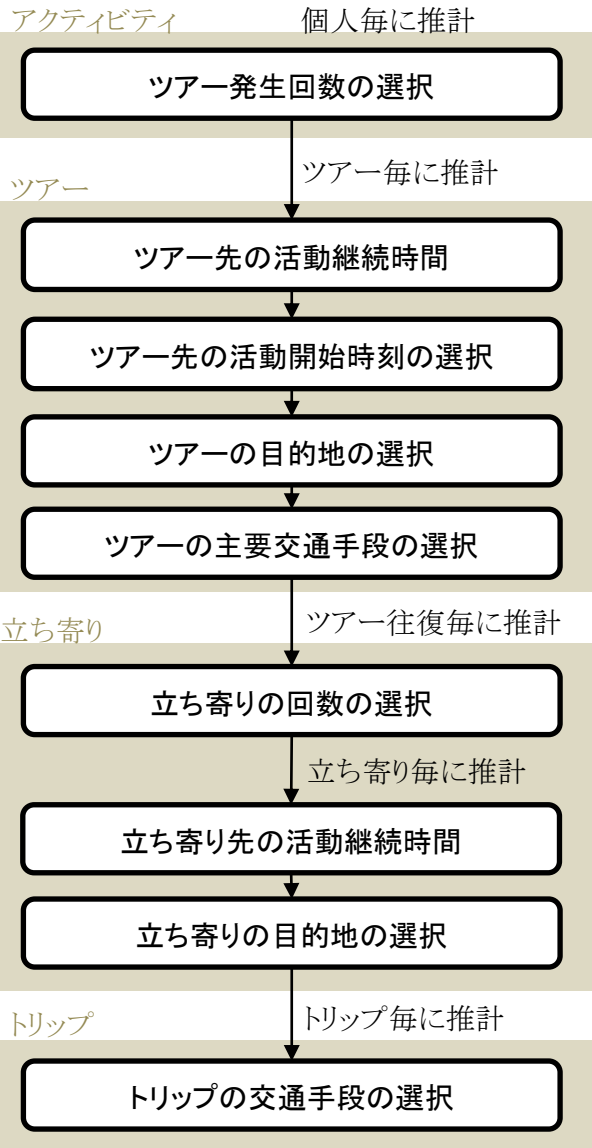 アクティビティ
個人毎に推計
ツアー発生回数の選択
ツアー毎に推計
ツアー
ツアー先の活動継続時間
ツアー先の活動開始時刻の選択
ツアーの目的地の選択
ツアーの主要交通手段の選択
ツアー往復毎に推計
立ち寄り
立ち寄りの回数の選択
立ち寄り毎に推計
立ち寄り先の活動継続時間
立ち寄りの目的地の選択
トリップ
トリップ毎に推計
トリップの交通手段の選択